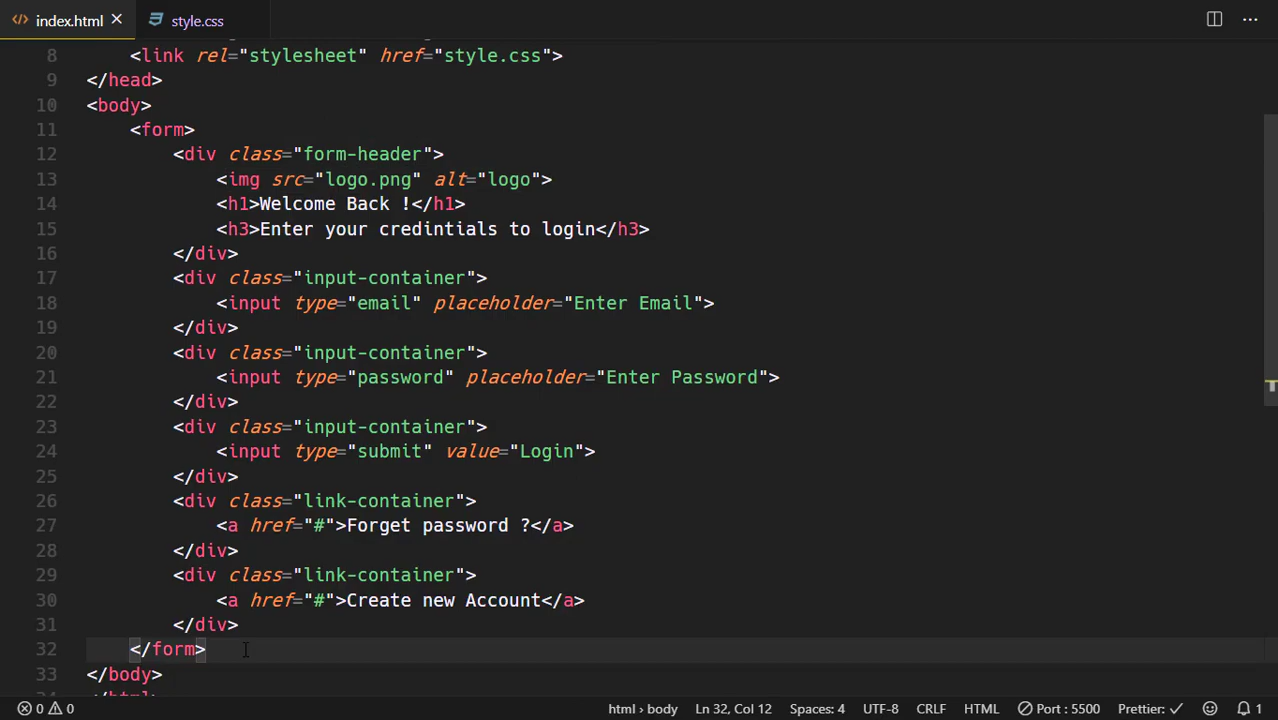 index.html
style.css
8 <link rel="stylesheet" href="style.css">
9 </head>
10 <body>
11 <form>
12 <div class="form-header">
13 <img src="logo.png" alt="logo">
14 <h1>Welcome Back !</h1>
15 <h3>Enter your credintials to login</h3>
16 </div>
17 <div class="input-container">
18 <input type="email" placeholder="Enter Email">
19 </div>
20 <div class="input-container">
21 <input type="password" placeholder="Enter Password">
22 </div>
23 <div class="input-container">
24 <input type="submit" value="Login">
25 </div>
26 <div class="link-container">
27 <a href="#">Forget password ?</a>
28 </div>
29 <div class="link-container">
30 <a href="#">Create new Account</a>
31 </div>
32 </form>
33 </body>
34 </html>
0 0 html › body Ln 32, Col 12 Spaces: 4 UTF-8 CRLF HTML Port : 5500 Prettier: 1